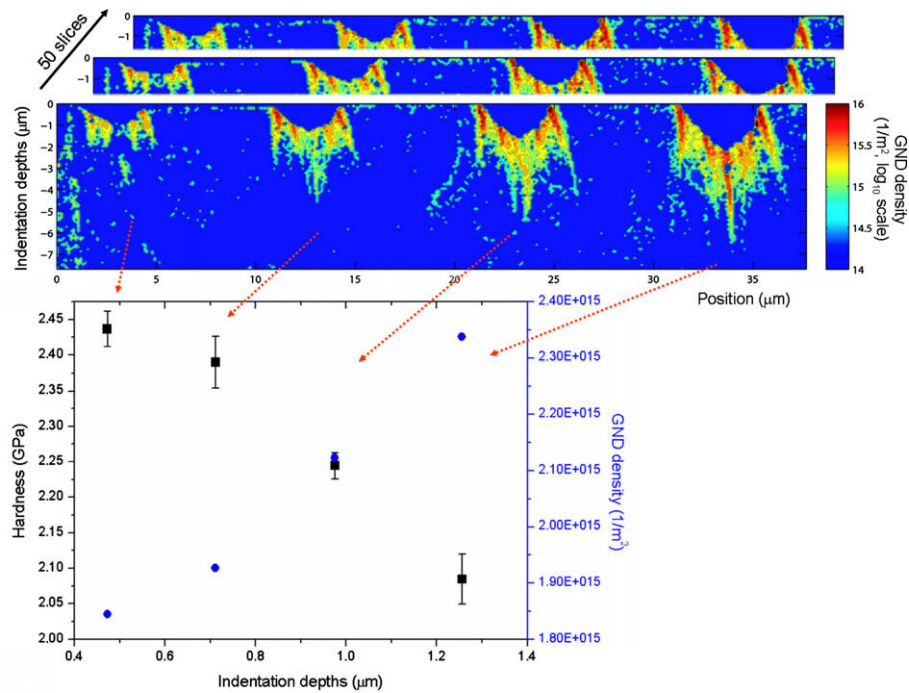 50 slices
0
−1
0
−1
Indentation depths (μm)
0
−1
−2
−3
−4
−5
−6
−7
0 5 10 15 20 25 30 35
Position (μm)
16
15.5
15
14.5
14
GND density
(1/m², log₁₀
scale)
Hardness (GPa)
2.45
2.40
2.35
2.30
2.25
2.20
2.15
2.10
2.05
2.00
0.4 0.6 0.8 1.0 1.2 1.4
Indentation depths (μm)
2.40E+015
2.30E+015
2.20E+015
2.10E+015
2.00E+015
1.90E+015
1.80E+015
GND density (1/m²)